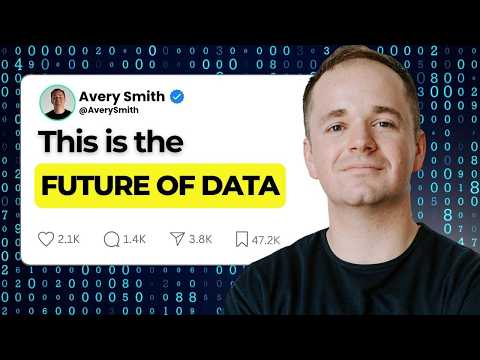 Avery Smith
@AverySmith
This is the
FUTURE OF DATA
2.1K 1.4K 3.8K 47.2K